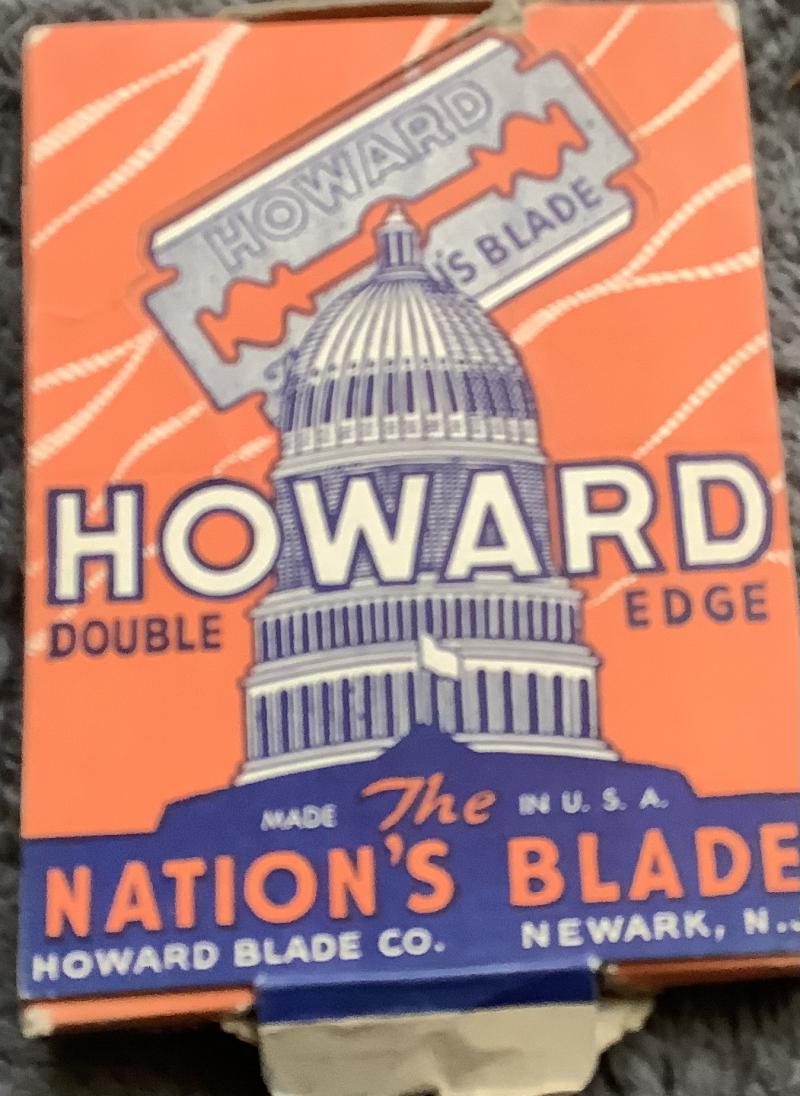 HOWARD
'S BLADE
HOWARD
DOUBLE EDGE
MADE The IN U. S. A.
NATION'S BLADE
HOWARD BLADE CO. NEWARK, N.